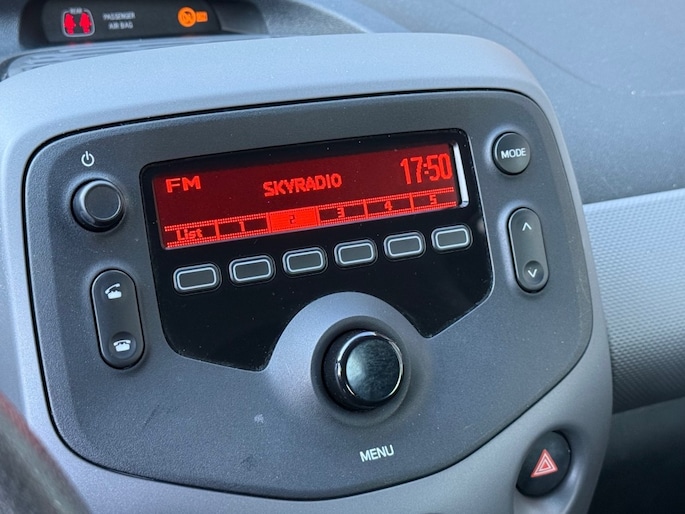 REAR
PASSENGER
AIR BAG
FM
SKYRADIO
17:50
MODE
List 1 2 3 4 5
MENU